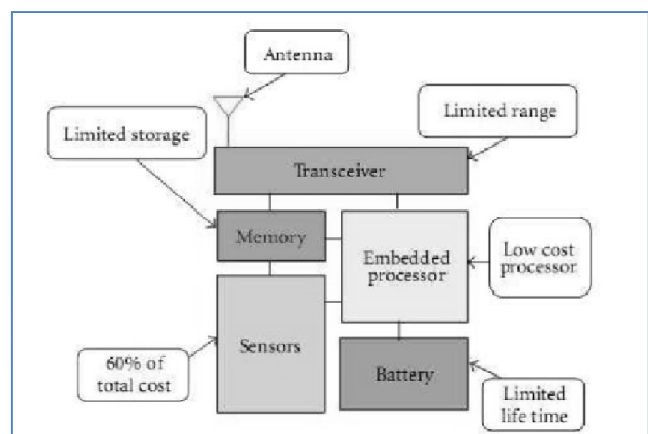 Antenna
Limited storage
Limited range
Transceiver
Memory
Embedded
processor
Low cost
processor
Sensors
60% of
total cost
Battery
Limited
life time